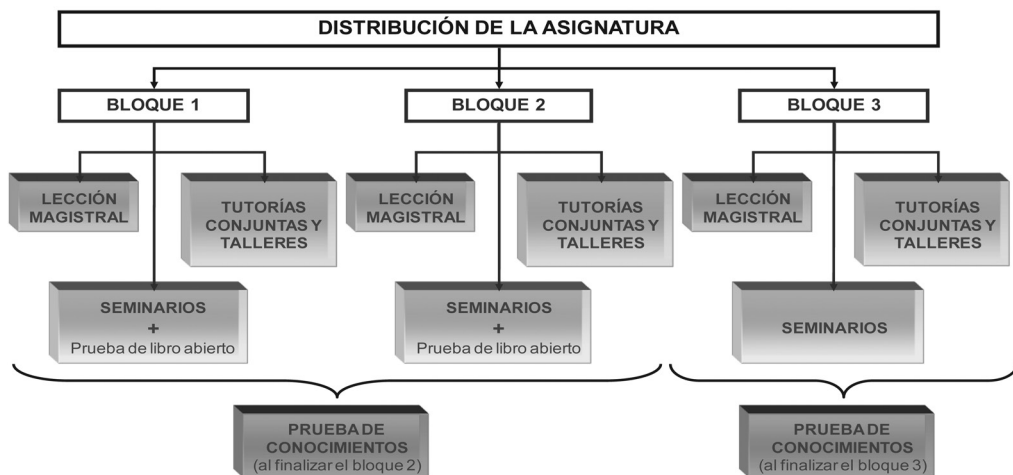 DISTRIBUCIÓN DE LA ASIGNATURA
BLOQUE 1
BLOQUE 2
BLOQUE 3
LECCIÓN
MAGISTRAL
TUTORÍAS
CONJUNTAS Y
TALLERES
LECCIÓN
MAGISTRAL
TUTORÍAS
CONJUNTAS Y
TALLERES
LECCIÓN
MAGISTRAL
TUTORÍAS
CONJUNTAS Y
TALLERES
SEMINARIOS
+
Prueba de libro abierto
SEMINARIOS
+
Prueba de libro abierto
SEMINARIOS
PRUEBA DE
CONOCIMIENTOS
(al finalizar el bloque 2)
PRUEBA DE
CONOCIMIENTOS
(al finalizar el bloque 3)